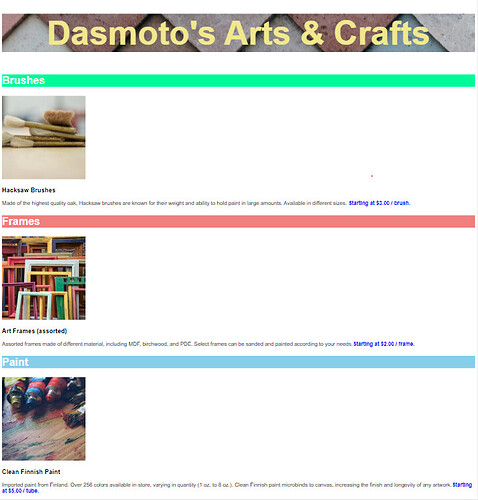 Dasmoto's Arts & Crafts
Brushes
Hacksaw Brushes
Made of the highest quality oak, Hacksaw brushes are known for their weight and ability to hold paint in large amounts. Available in different sizes. Starting at $3.00 / brush.
Frames
Art Frames (assorted)
Assorted frames made of different material, including MDF, birchwood, and PDE. Select frames can be sanded and painted according to your needs. Starting at $2.00 / frame.
Paint
Clean Finnish Paint
Imported paint from Finland. Over 256 colors available in store, varying in quantity (1 oz. to 8 oz.). Clean Finnish paint microbinds to canvas, increasing the finish and longevity of any artwork. Starting
at $5.00 / tube.